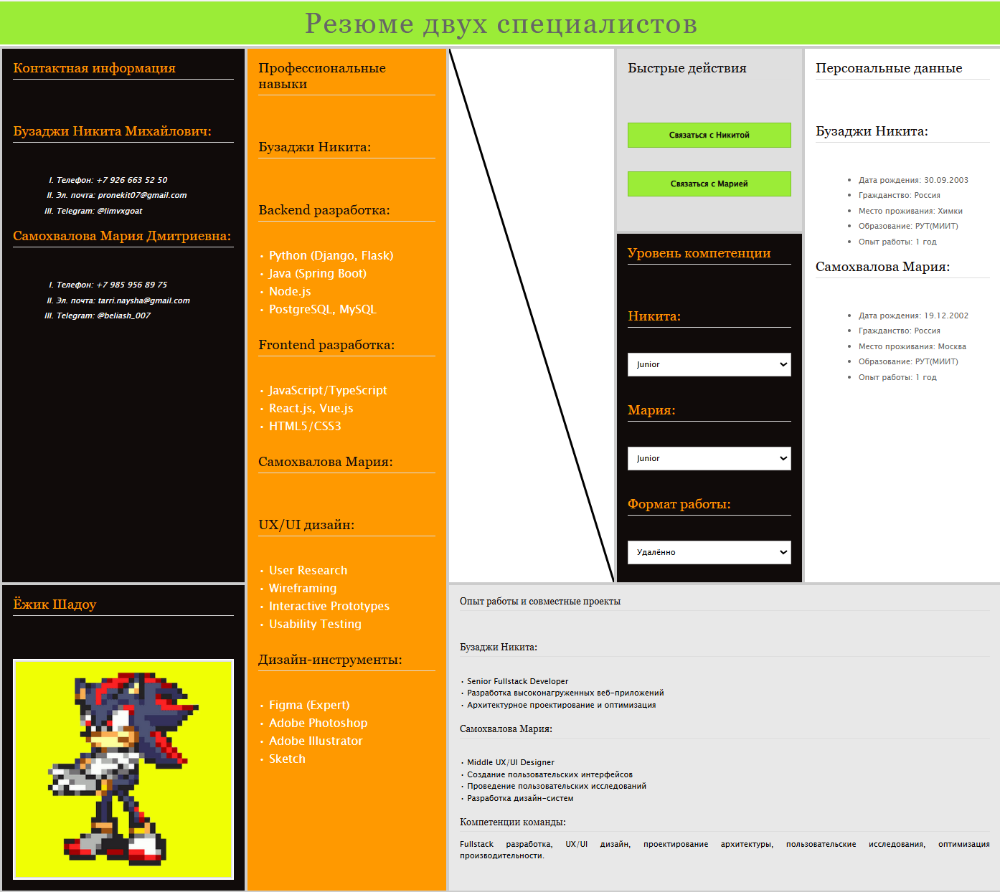 Резюме двух специалистов
Контактная информация
Бузаджи Никита Михайлович:
I. Телефон: +7 926 663 52 50
II. Эл. почта: pronekit07@gmail.com
III. Telegram: @limvxgoat
Самохвалова Мария Дмитриевна:
I. Телефон: +7 985 956 89 75
II. Эл. почта: tarri.naysha@gmail.com
III. Telegram: @beliash_007
Ёжик Шадоу
Профессиональные
навыки
Бузаджи Никита:
Backend разработка:
• Python (Django, Flask)
• Java (Spring Boot)
• Node.js
• PostgreSQL, MySQL
Frontend разработка:
• JavaScript/TypeScript
• React.js, Vue.js
• HTML5/CSS3
Самохвалова Мария:
UX/UI дизайн:
• User Research
• Wireframing
• Interactive Prototypes
• Usability Testing
Дизайн-инструменты:
• Figma (Expert)
• Adobe Photoshop
• Adobe Illustrator
• Sketch
Быстрые действия
Связаться с Никитой
Связаться с Марией
Уровень компетенции
Никита:
Junior
Мария:
Junior
Формат работы:
Удалённо
Персональные данные
Бузаджи Никита:
• Дата рождения: 30.09.2003
• Гражданство: Россия
• Место проживания: Химки
• Образование: РУТ(МИИТ)
• Опыт работы: 1 год
Самохвалова Мария:
• Дата рождения: 19.12.2002
• Гражданство: Россия
• Место проживания: Москва
• Образование: РУТ(МИИТ)
• Опыт работы: 1 год
Опыт работы и совместные проекты
Бузаджи Никита:
• Senior Fullstack Developer
• Разработка высоконагруженных веб-приложений
• Архитектурное проектирование и оптимизация
Самохвалова Мария:
• Middle UX/UI Designer
• Создание пользовательских интерфейсов
• Проведение пользовательских исследований
• Разработка дизайн-систем
Компетенции команды:
Fullstack разработка, UX/UI дизайн, проектирование архитектуры, пользовательские исследования, оптимизация
производительности.